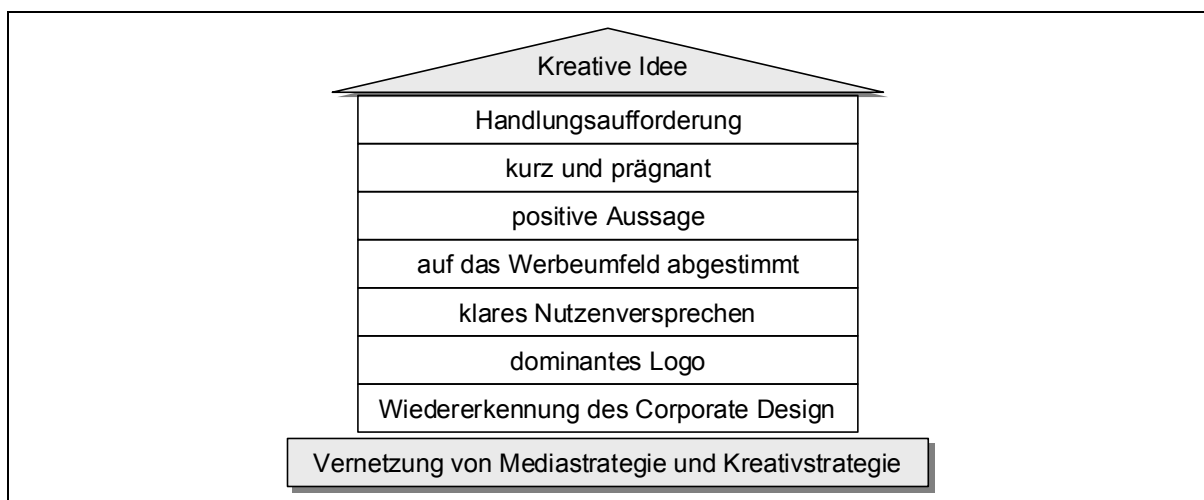 Kreative Idee
Handlungsaufforderung
kurz und prägnant
positive Aussage
auf das Werbeumfeld abgestimmt
klares Nutzenversprechen
dominantes Logo
Wiedererkennung des Corporate Design
Vernetzung von Mediastrategie und Kreativstrategie